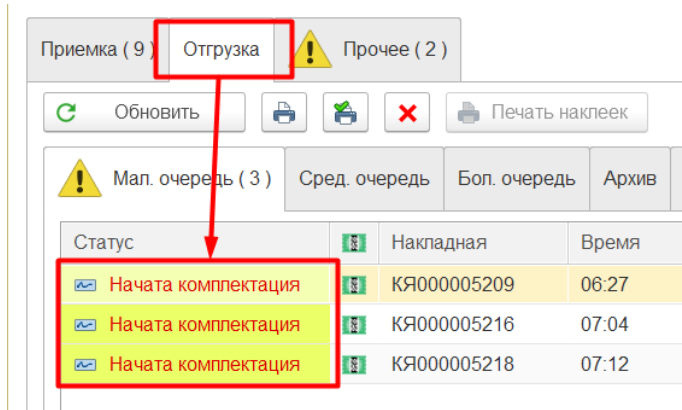 Приемка ( 9 ) Отгрузка Прочее ( 2 )
Обновить Печать наклеек
Мал. очередь ( 3 ) Сред. очередь Бол. очередь Архив
Статус Накладная Время
Начата комплектация КЯ000005209 06:27
Начата комплектация КЯ000005216 07:04
Начата комплектация КЯ000005218 07:12